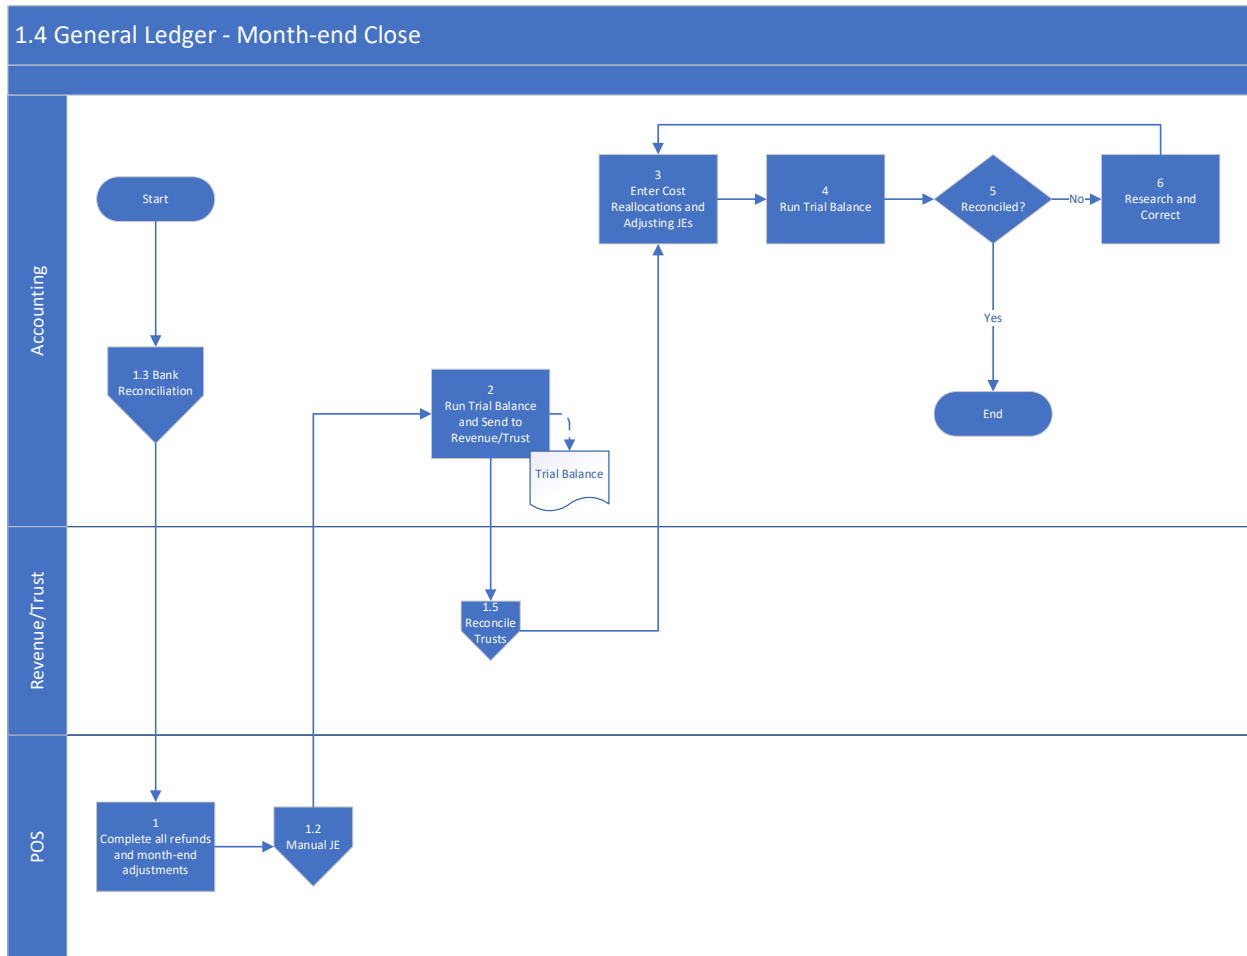 1.4 General Ledger - Month-end Close
Accounting
Start
1.3 Bank
Reconciliation
2
Run Trial Balance
and Send to
Revenue/Trust
Trial Balance
3
Enter Cost
Reallocations and
Adjusting JEs
4
Run Trial Balance
5
Reconciled?
No
6
Research and
Correct
Yes
End
Revenue/Trust
1.5
Reconcile
Trusts
POS
1
Complete all refunds
and month-end
adjustments
1.2
Manual JE